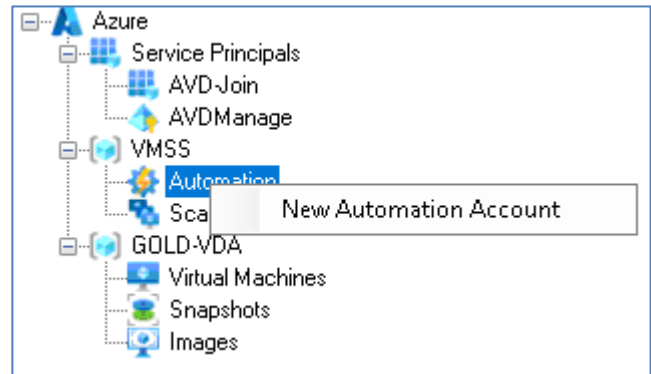 Azure
Service Principals
AVD-Join
AVDManage
VMSS
Automation
New Automation Account
Sca
GOLD-VDA
Virtual Machines
Snapshots
Images